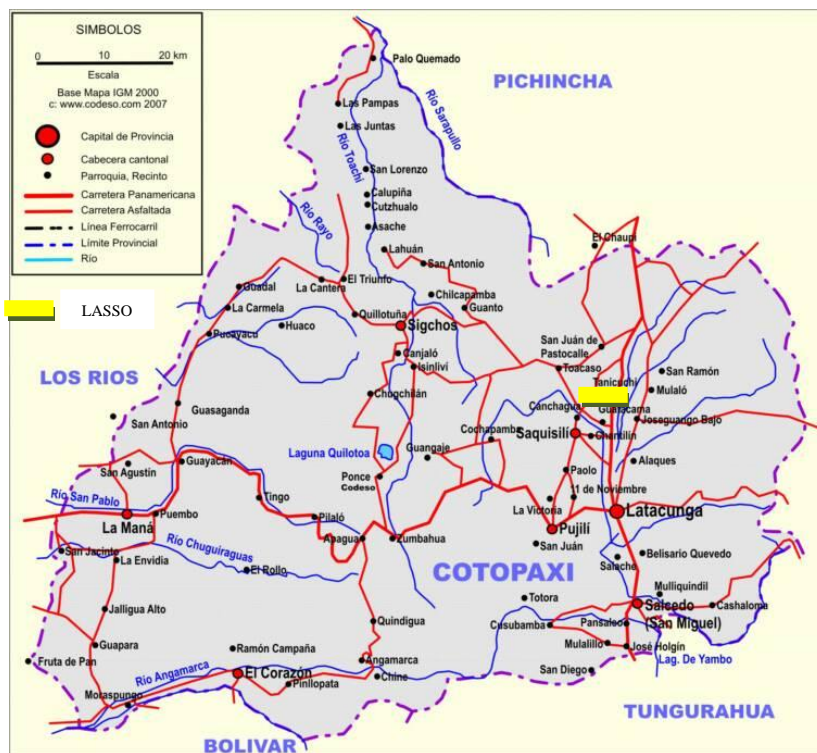 SIMBOLOS
0 10 20 km
Escala
Base Mapa IGM 2000
c: www.codeso.com 2007
Capital de Provincia
Cabecera cantonal
Parroquia, Recinto
Carretera Panamericana
Carretera Asfaltada
Línea Ferrocarril
Límite Provincial
Río
LASSO
PICHINCHA
Palo Quemado
Río Sarapullo
Las Pampas
Las Juntas
Río Toachi
San Lorenzo
Calupiña
Cutzhualo
Río Rayo
Asache
El Chaupi
Lahuán
San Antonio
El Triunfo
La Cantera
Guadal
Chilcapamba
La Carmela
Guanto
Quillotuña
Huaco
Sigchos
Pucayacu
San Juán de
Pastocalle
Canjaló
Isinliví
Toacaso
San Ramón
LOS RIOS
Tanicuchi
Mulaló
Chogchilán
Guasaganda
Canchagua
Guaracama
San Antonio
Joseguango Bajo
Saquisilí
Chantilín
Cochapamba
Laguna Quilotoa
Guangaje
San Agustín
Guayacán
Alaques
Paolo
Ponce
Codeso
Río San Pablo
Tingo
11 de Noviembre
La Victoria
La Maná
Puembo
Pilaló
Latacunga
Pujilí
Apagua
Zumbahua
San Juán
San Jacinto
Río Chuguiraguas
La Envidia
Belisario Quevedo
Salache
El Rollo
COTOPAXI
Mulliquindil
Totora
Salcedo
(San Miguel)
Cashaloma
Jalligua Alto
Quindigua
Cusubamba
Pansaleo
Guapara
Ramón Campaña
Mulalillo
José Holgín
Fruta de Pan
Angamarca
Lag. De Yambo
Río Angamarca
El Corazón
Chine
San Diego
Pinllopata
Moraspungo
TUNGURAHUA
BOLIVAR